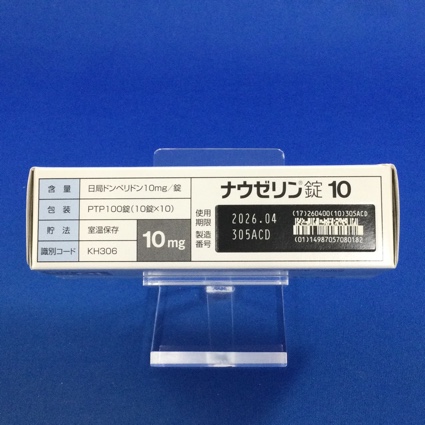 含量 日局ドンペリドン10mg/錠
包装 PTP100錠(10錠×10)
貯法 室温保存
識別コード KH306
10mg
ナウゼリン®錠 10
使用期限 2026.04
製造番号 305ACD
(17)260400(10)305ACD
(01)14987057080182